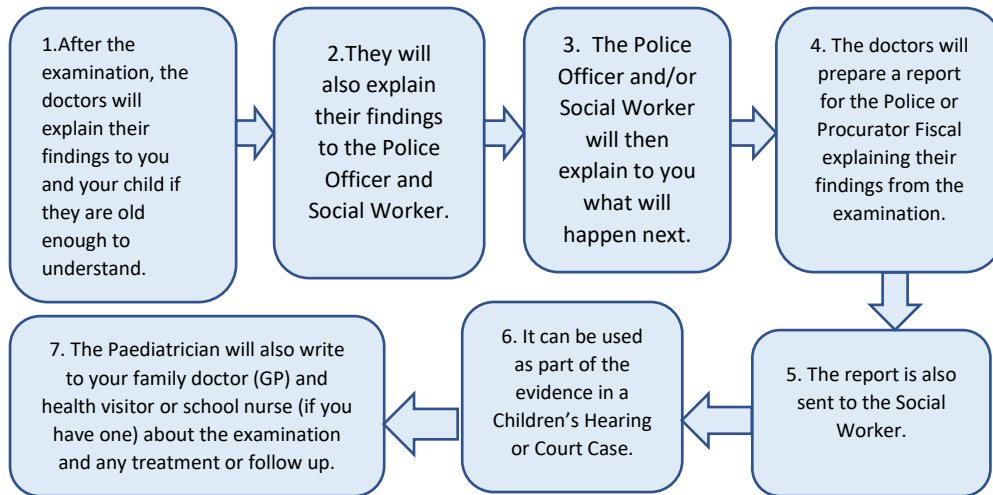 1.After the
examination, the
doctors will
explain their
findings to you
and your child if
they are old
enough to
understand.
2.They will
also explain
their findings
to the Police
Officer and
Social Worker.
3. The Police
Officer and/or
Social Worker
will then
explain to you
what will
happen next.
4. The doctors will
prepare a report
for the Police or
Procurator Fiscal
explaining their
findings from the
examination.
5. The report is also
sent to the Social
Worker.
6. It can be used
as part of the
evidence in a
Children’s Hearing
or Court Case.
7. The Paediatrician will also write
to your family doctor (GP) and
health visitor or school nurse (if you
have one) about the examination
and any treatment or follow up.